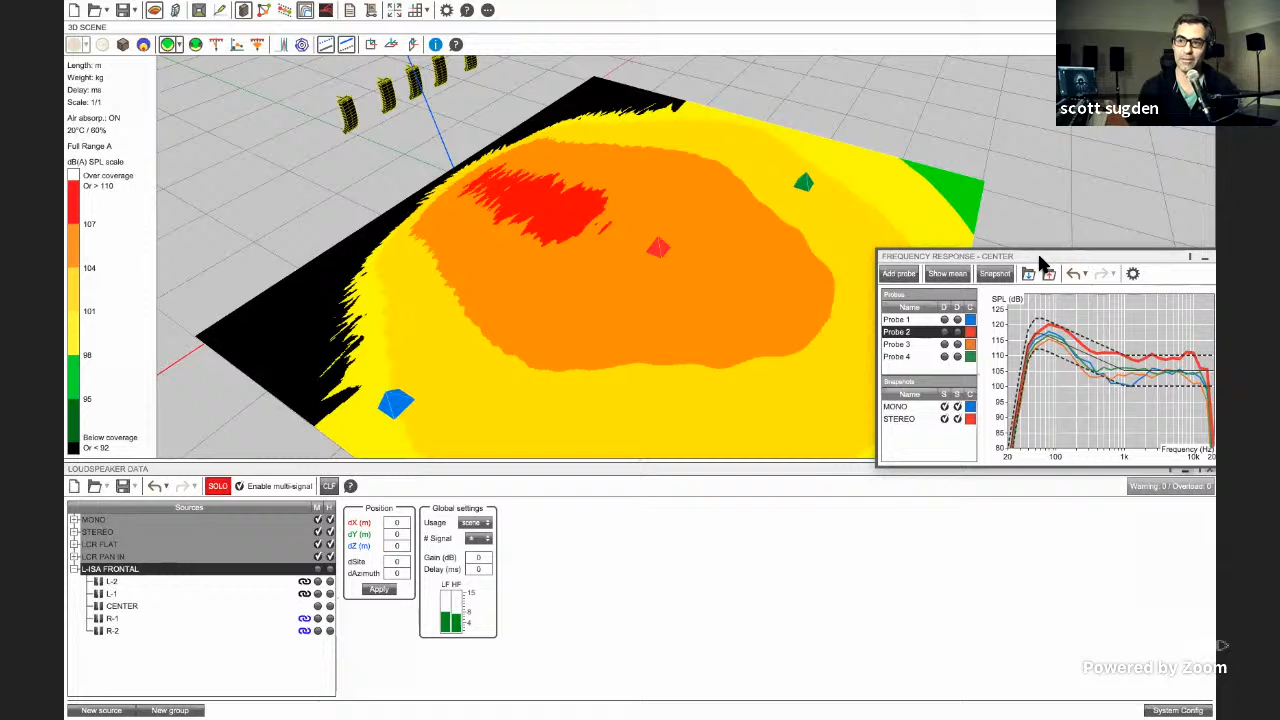 3D SCENE
scott sugden
Length: m
Weight: kg
Delay: ms
Scale: 1/1
Air absorp.: ON
20°C / 60%
Full Range A
dB(A) SPL scale
Over coverage
Or > 110
107
104
101
98
95
Below coverage
Or < 92
FREQUENCY RESPONSE - CENTER
Add probe Show mean Snapshot
Probes
Name D D C
Probe 1
Probe 2
Probe 3
Probe 4
Snapshots
Name S S C
MONO
STEREO
SPL (dB)
125
120
115
110
105
100
95
90
85
80
Frequency (Hz)
20 100 1k 10k 20
LOUDSPEAKER DATA
SOLO Enable multi-signal CLF
Warning: 0 / Overload: 0
Sources M H
MONO
STEREO
LCR FLAT
LCR PAN IN
L-ISA FRONTAL
L-2
L-1
CENTER
R-1
R-2
Position
dX (m) 0
dY (m) 0
dZ (m) 0
dSite 0
dAzimuth 0
Apply
Global settings
Usage scene
# Signal
Gain (dB) 0
Delay (ms) 0
LF HF
15
8
4
Powered by Zoom
New source New group
System Config